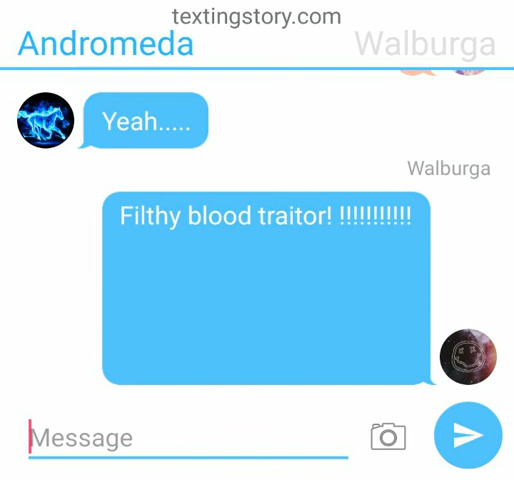 textingstory.com
Andromeda Walburga
Yeah.....
Walburga
Filthy blood traitor! !!!!!!!!!!!
Message